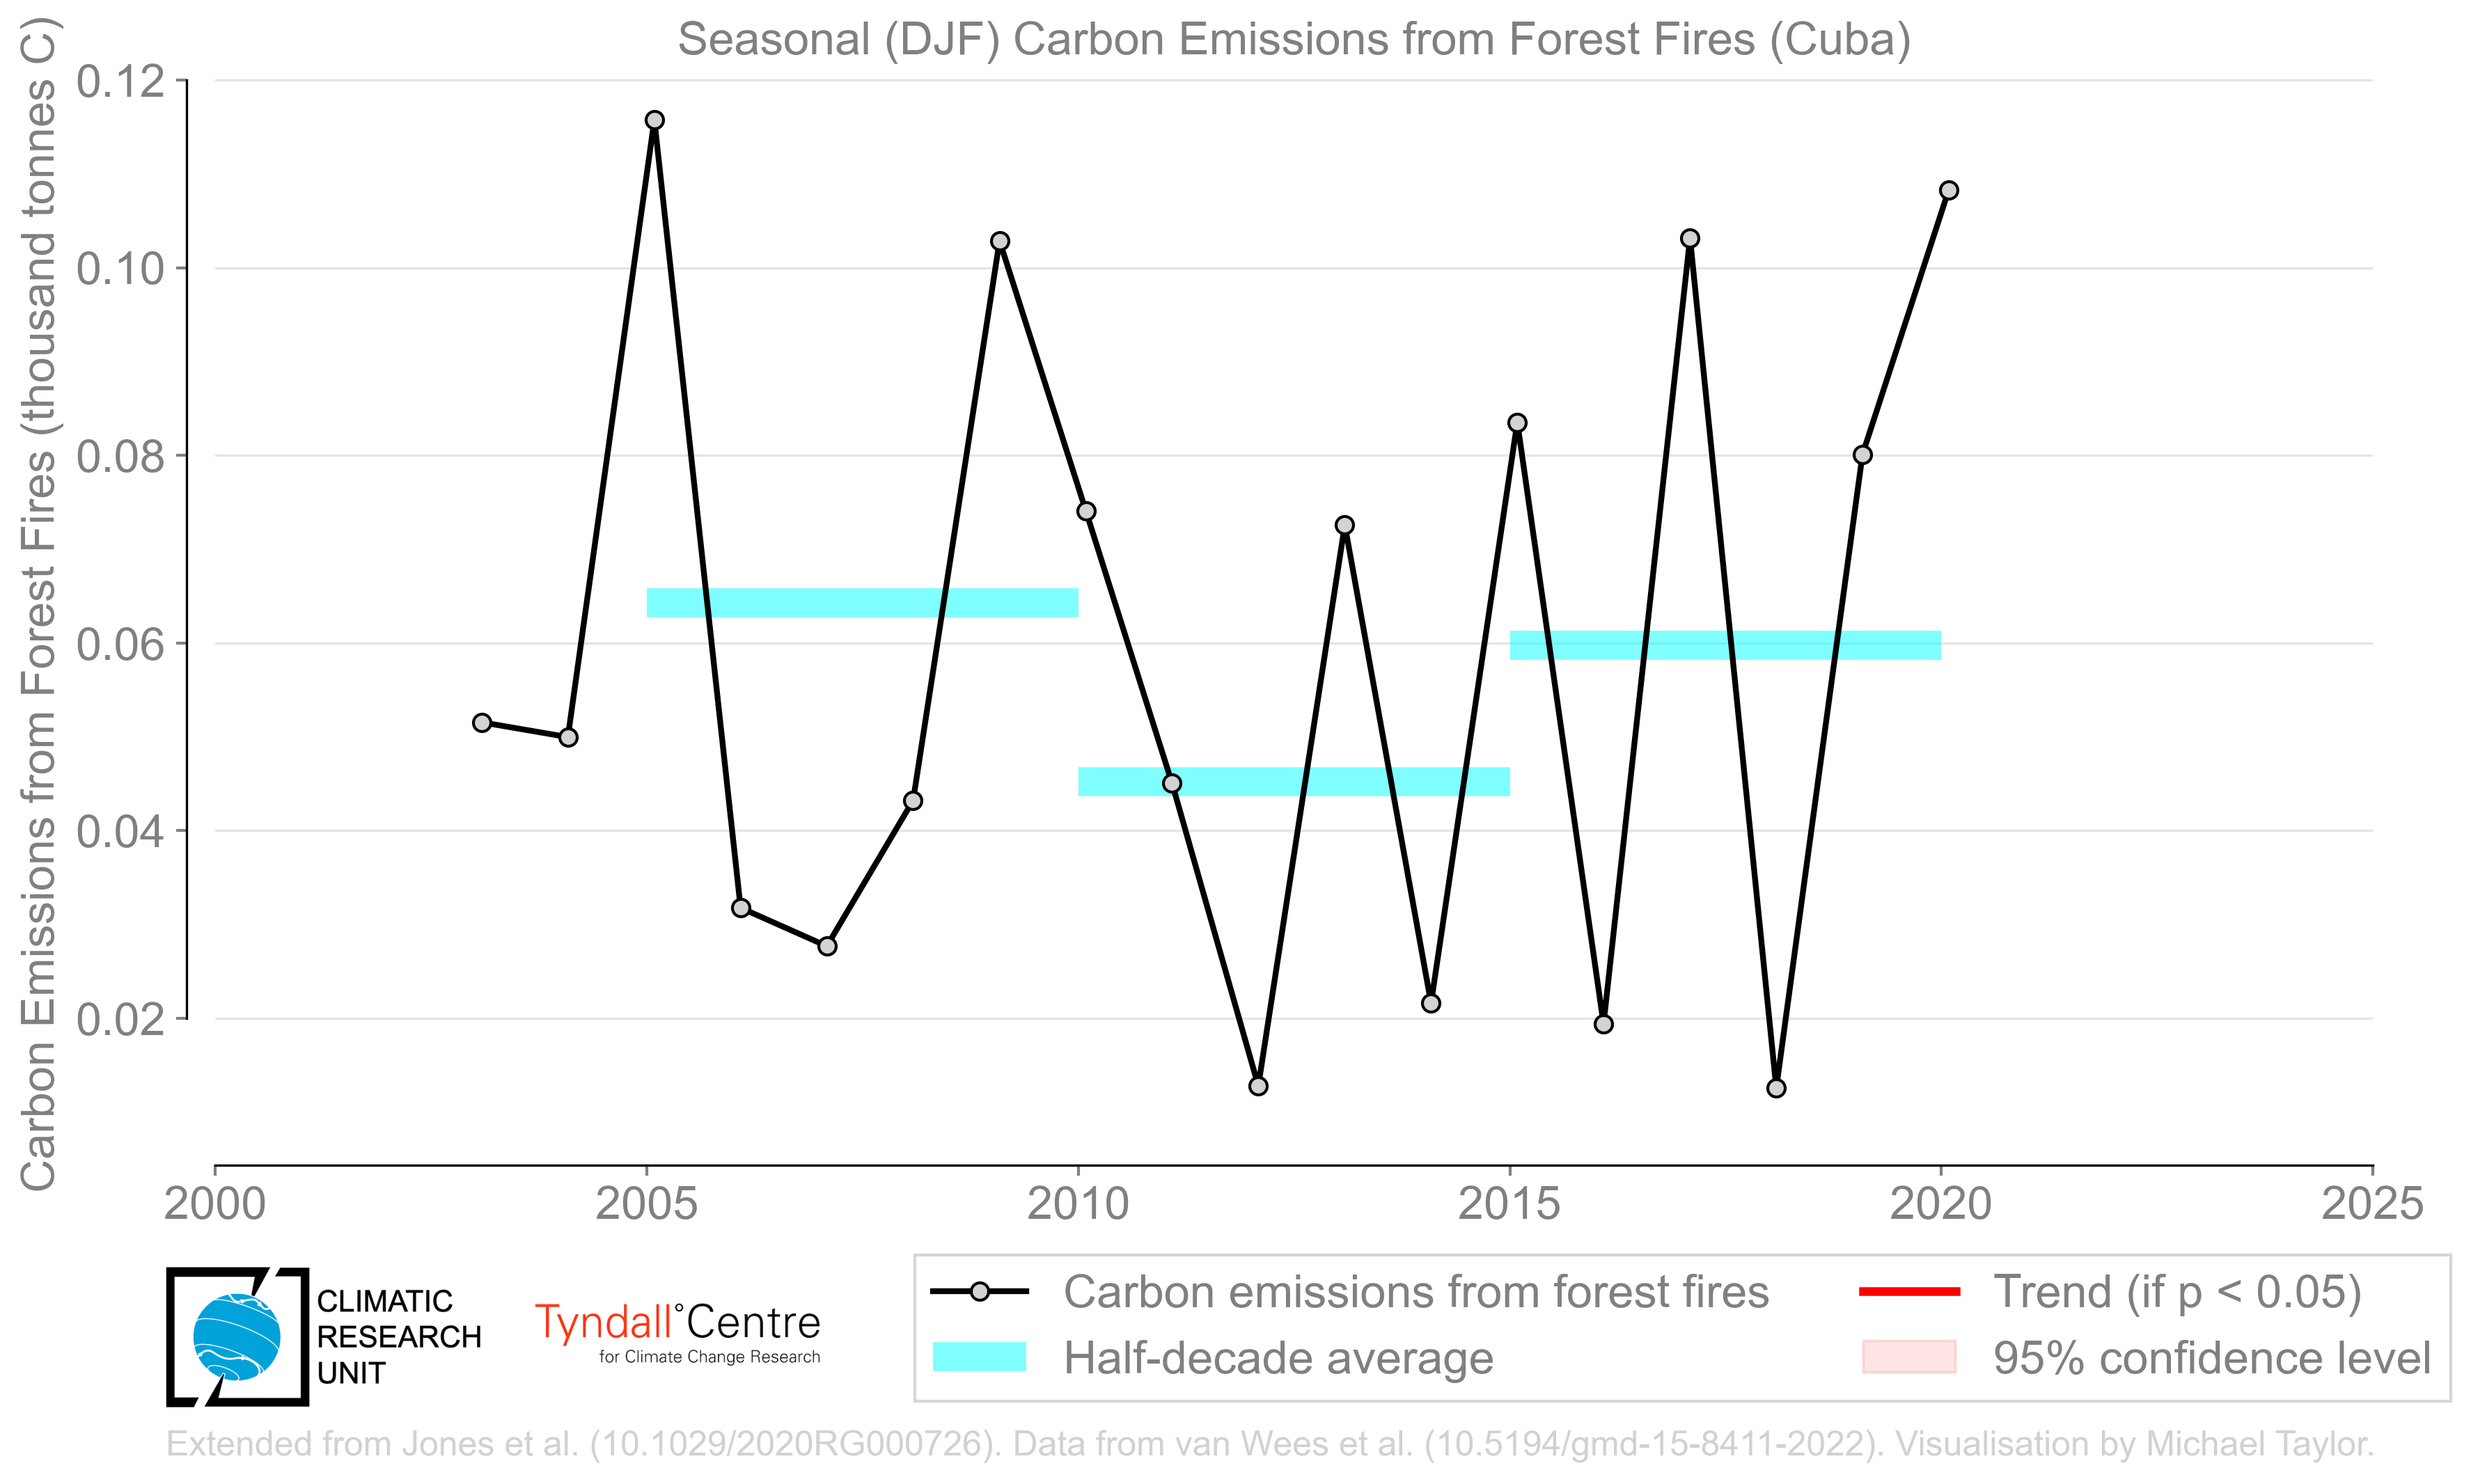 Seasonal (DJF) Carbon Emissions from Forest Fires (Cuba)
Carbon Emissions from Forest Fires (thousand tonnes C)
0.12
0.10
0.08
0.06
0.04
0.02
2000 2005 2010 2015 2020 2025
CLIMATIC
RESEARCH
UNIT
Tyndall°Centre
for Climate Change Research
Carbon emissions from forest fires
Half-decade average
Trend (if p < 0.05)
95% confidence level
Extended from Jones et al. (10.1029/2020RG000726). Data from van Wees et al. (10.5194/gmd-15-8411-2022). Visualisation by Michael Taylor.